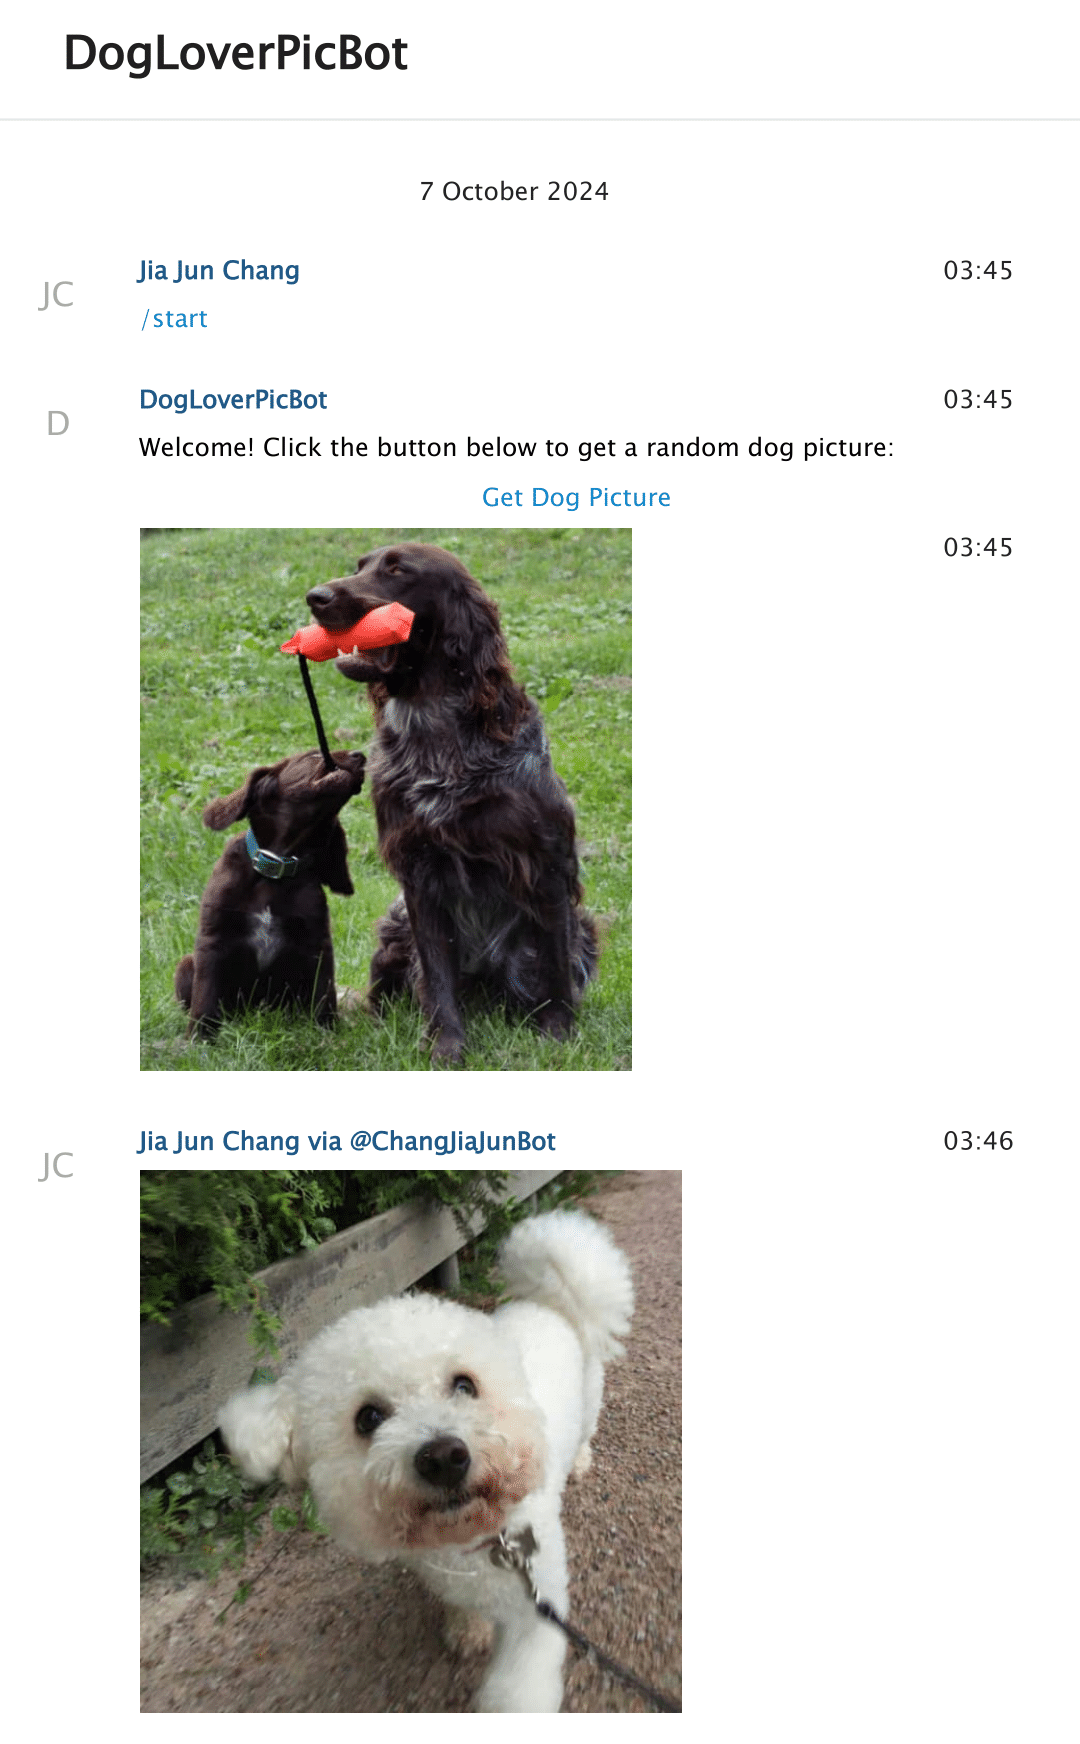 DogLoverPicBot
7 October 2024
JC
Jia Jun Chang
03:45
/start
D
DogLoverPicBot
03:45
Welcome! Click the button below to get a random dog picture:
Get Dog Picture
03:45
JC
Jia Jun Chang via @ChangJiaJunBot
03:46